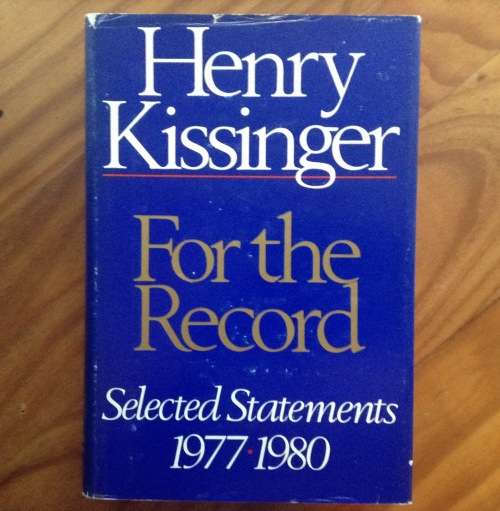 Henry
Kissinger
For the
Record
Selected Statements
1977·1980